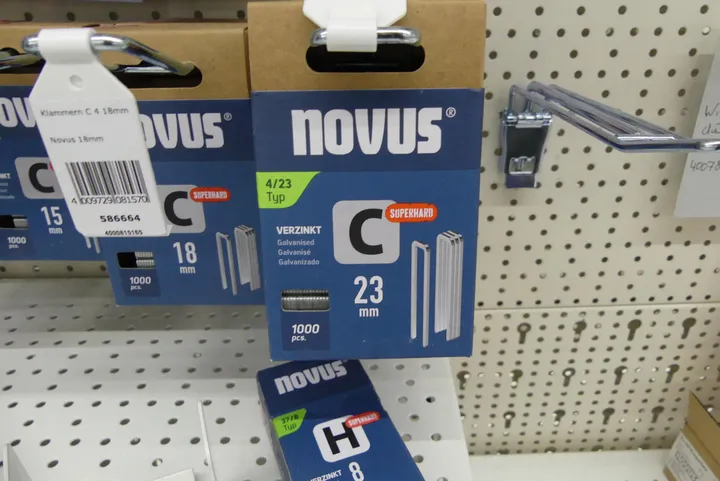 Klammern C 4 18mm
Novus 18mm
4 009729 081570
586664
4000815165
C
15
mm
1000
pcs.
NOVUS®
C
SUPERHARD
18
mm
1000
pcs.
NOVUS®
4/23
Typ
VERZINKT
Galvanised
Galvanisé
Galvanizado
C
SUPERHARD
23
mm
1000
pcs.
NOVUS
37/8
Typ
H
SUPERHARD
VERZINKT
8